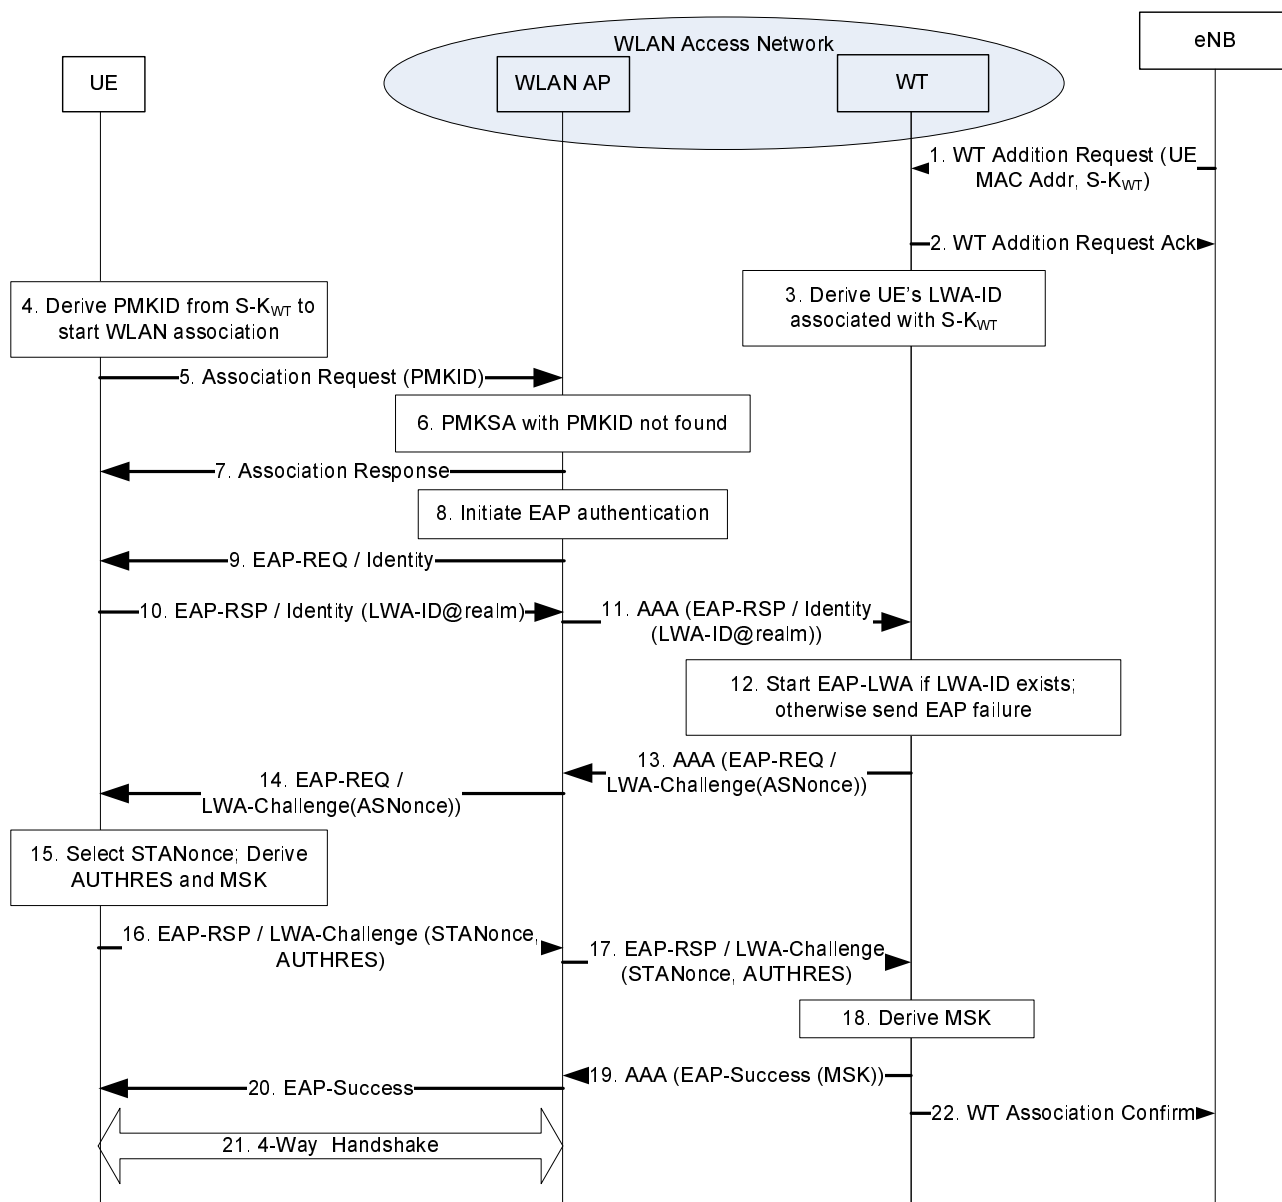 WLAN Access Network
eNB
UE
WLAN AP
WT
1. WT Addition Request (UE
MAC Addr, S-KWT)
2. WT Addition Request Ack
3. Derive UE’s LWA-ID
associated with S-KWT
4. Derive PMKID from S-KWT to
start WLAN association
5. Association Request (PMKID)
6. PMKSA with PMKID not found
7. Association Response
8. Initiate EAP authentication
9. EAP-REQ / Identity
10. EAP-RSP / Identity (LWA-ID@realm)
11. AAA (EAP-RSP / Identity
(LWA-ID@realm))
12. Start EAP-LWA if LWA-ID exists;
otherwise send EAP failure
13. AAA (EAP-REQ /
LWA-Challenge(ASNonce))
14. EAP-REQ /
LWA-Challenge(ASNonce))
15. Select STANonce; Derive
AUTHRES and MSK
16. EAP-RSP / LWA-Challenge (STANonce,
AUTHRES)
17. EAP-RSP / LWA-Challenge
(STANonce, AUTHRES)
18. Derive MSK
19. AAA (EAP-Success (MSK))
20. EAP-Success
22. WT Association Confirm
21. 4-Way Handshake